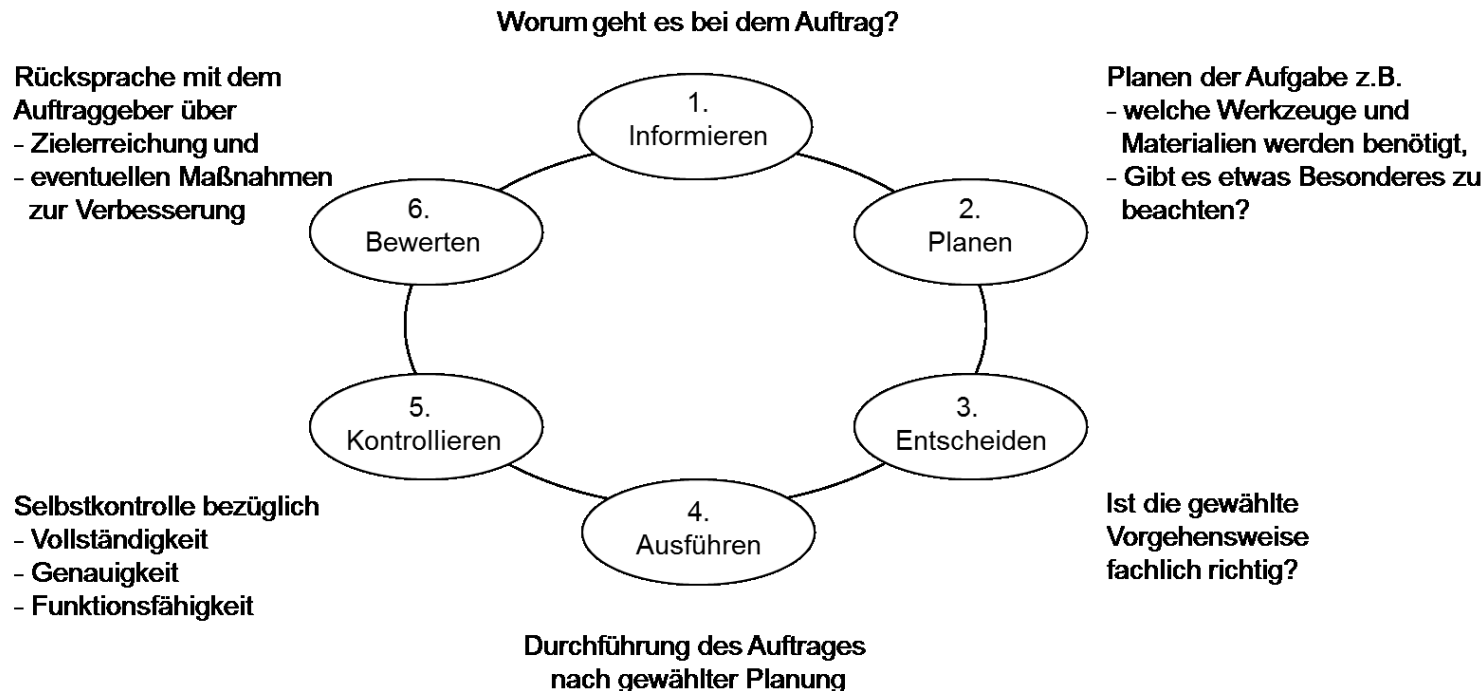 Worum geht es bei dem Auftrag?
1.
Informieren
Planen der Aufgabe z.B.
- welche Werkzeuge und
Materialien werden benötigt,
- Gibt es etwas Besonderes zu
beachten?
2.
Planen
3.
Entscheiden
Ist die gewählte
Vorgehensweise
fachlich richtig?
4.
Ausführen
Durchführung des Auftrages
nach gewählter Planung
5.
Kontrollieren
Selbstkontrolle bezüglich
- Vollständigkeit
- Genauigkeit
- Funktionsfähigkeit
6.
Bewerten
Rücksprache mit dem
Auftraggeber über
- Zielerreichung und
- eventuellen Maßnahmen
zur Verbesserung